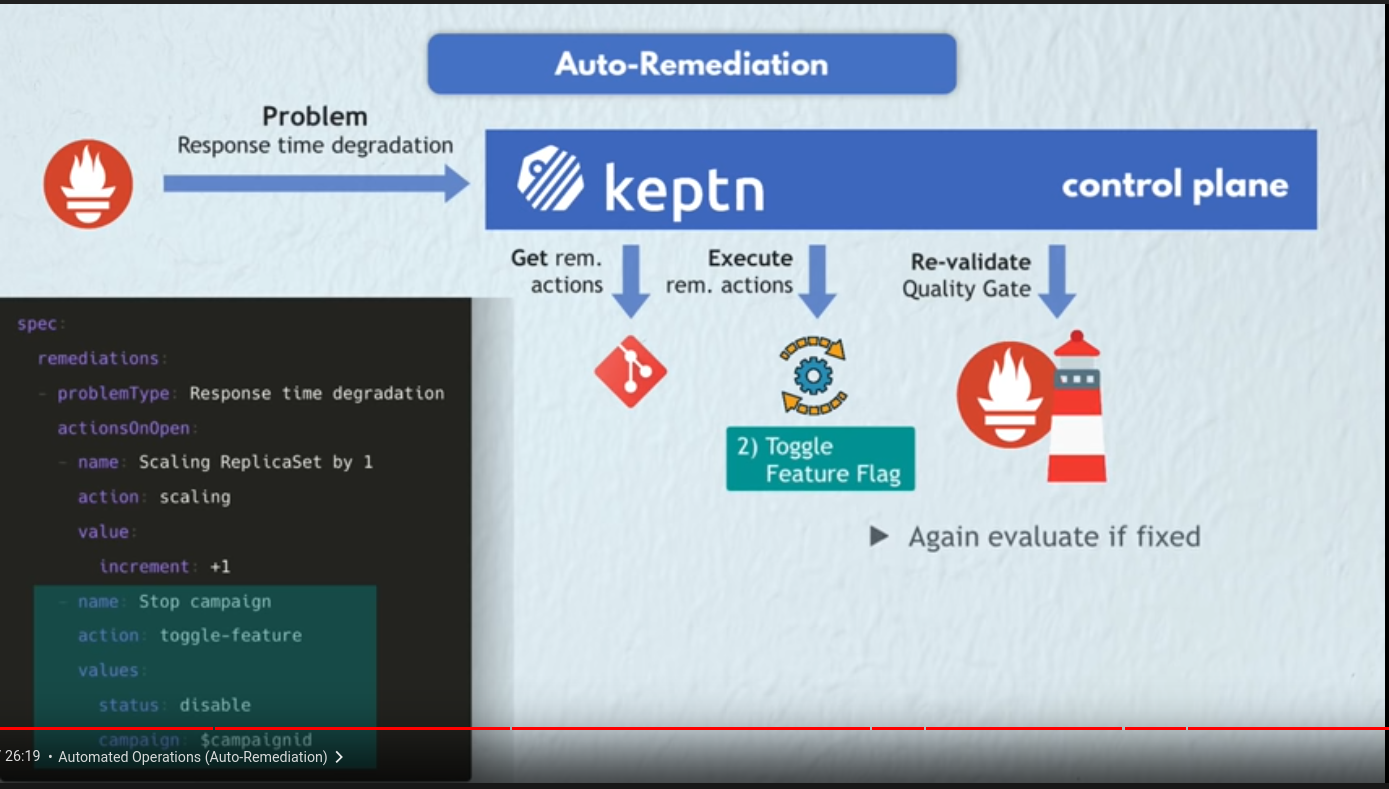 Auto-Remediation
Problem
Response time degradation
keptn
control plane
Get rem.
actions
Execute
rem. actions
Re-validate
Quality Gate
2) Toggle
Feature Flag
Again evaluate if fixed
spec:
remediations:
- problemType: Response time degradation
actionsOnOpen:
- name: Scaling ReplicaSet by 1
action: scaling
value:
increment: +1
- name: Stop campaign
action: toggle-feature
values:
status: disable
campaign: $campaignid
/ 26:19 • Automated Operations (Auto-Remediation)